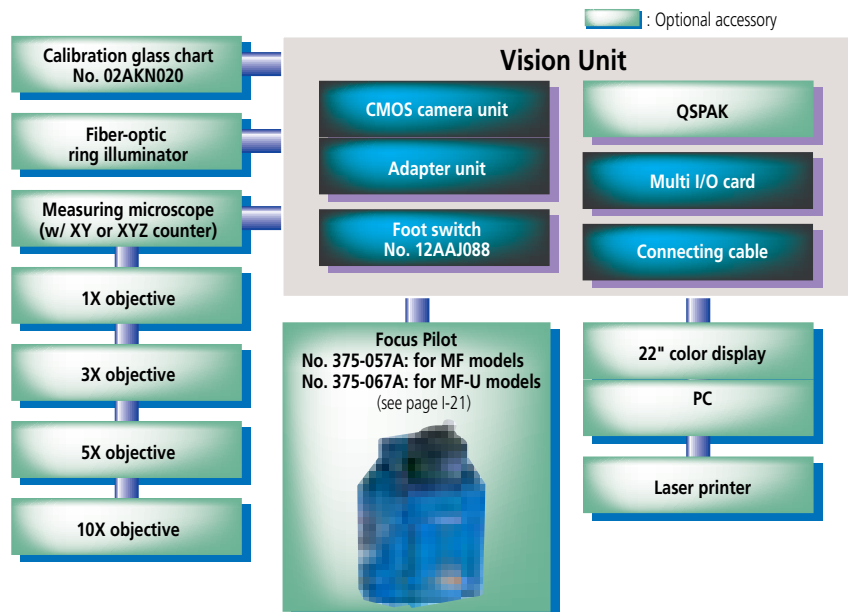 : Optional accessory
Calibration glass chart
No. 02AKN020
Fiber-optic
ring illuminator
Measuring microscope
(w/ XY or XYZ counter)
1X objective
3X objective
5X objective
10X objective
Vision Unit
CMOS camera unit
Adapter unit
Foot switch
No. 12AAJ088
QSPAK
Multi I/O card
Connecting cable
Focus Pilot
No. 375-057A: for MF models
No. 375-067A: for MF-U models
(see page I-21)
22" color display
PC
Laser printer